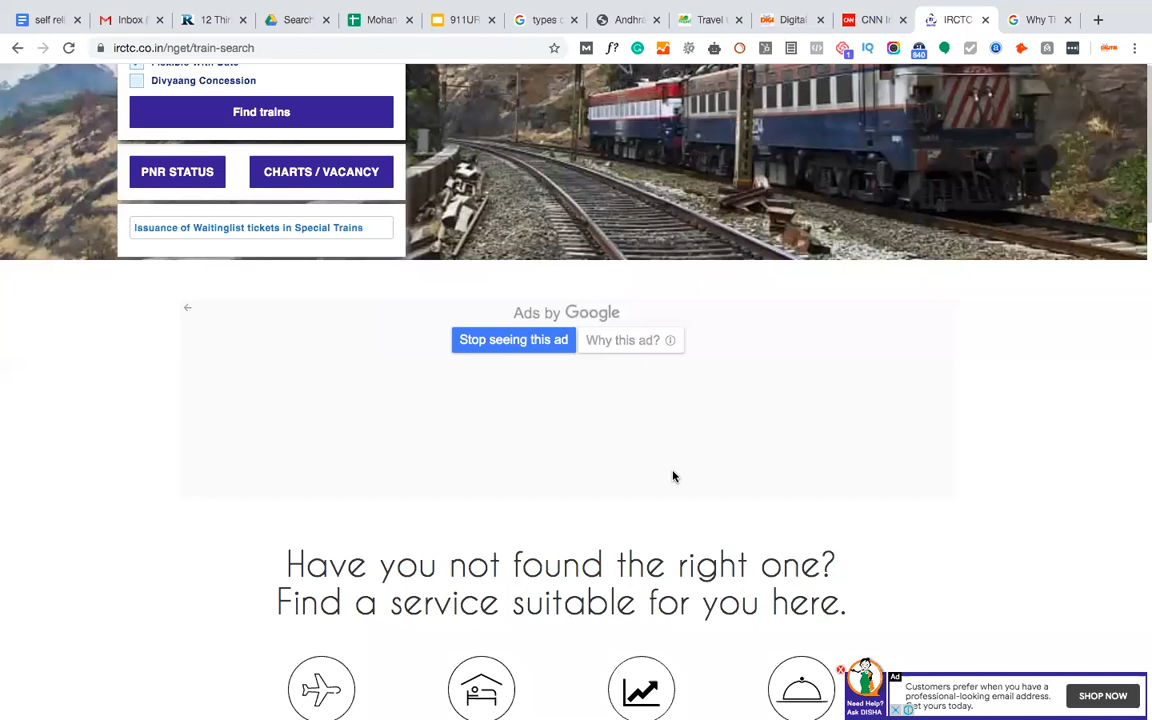 self reli
Inbox (
12 Thir
Search
Mohan
911UR
types c
Andhra
Travel
Digital
CNN In
IRCTC
Why Th
irctc.co.in/nget/train-search
Flexible With Date
Divyaang Concession
Find trains
PNR STATUS
CHARTS / VACANCY
Issuance of Waitinglist tickets in Special Trains
Ads by Google
Stop seeing this ad
Why this ad?
Have you not found the right one?
Find a service suitable for you here.
Need Help?
Ask DISHA
Ad
Customers prefer when you have a
professional-looking email address.
Get yours today.
SHOP NOW